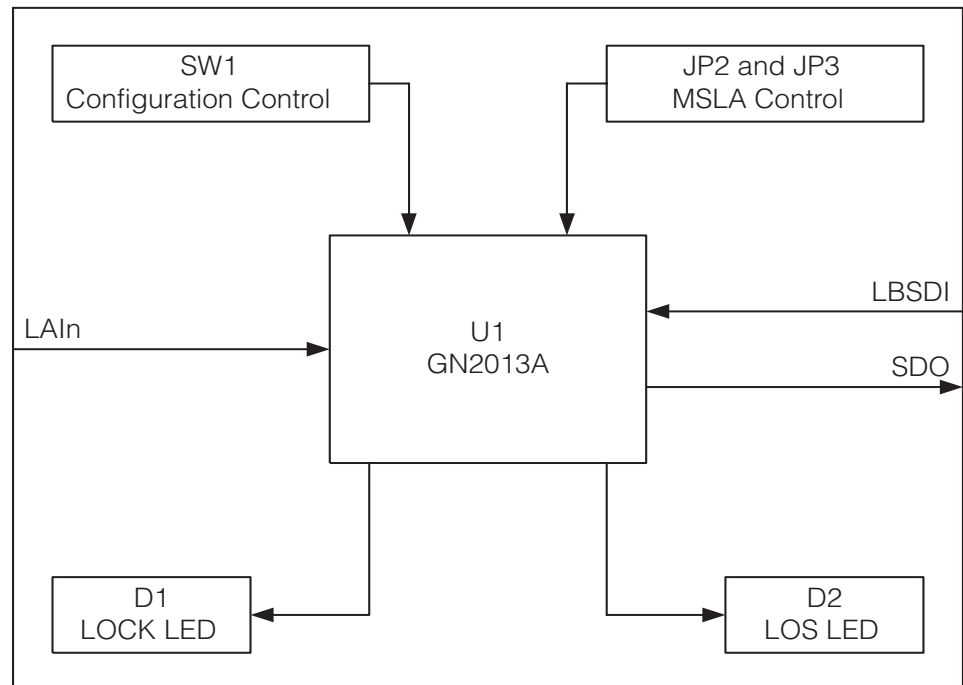 SW1
Configuration Control
JP2 and JP3
MSLA Control
LBSDI
LAIn
U1
GN2013A
SDO
D1
LOCK LED
D2
LOS LED